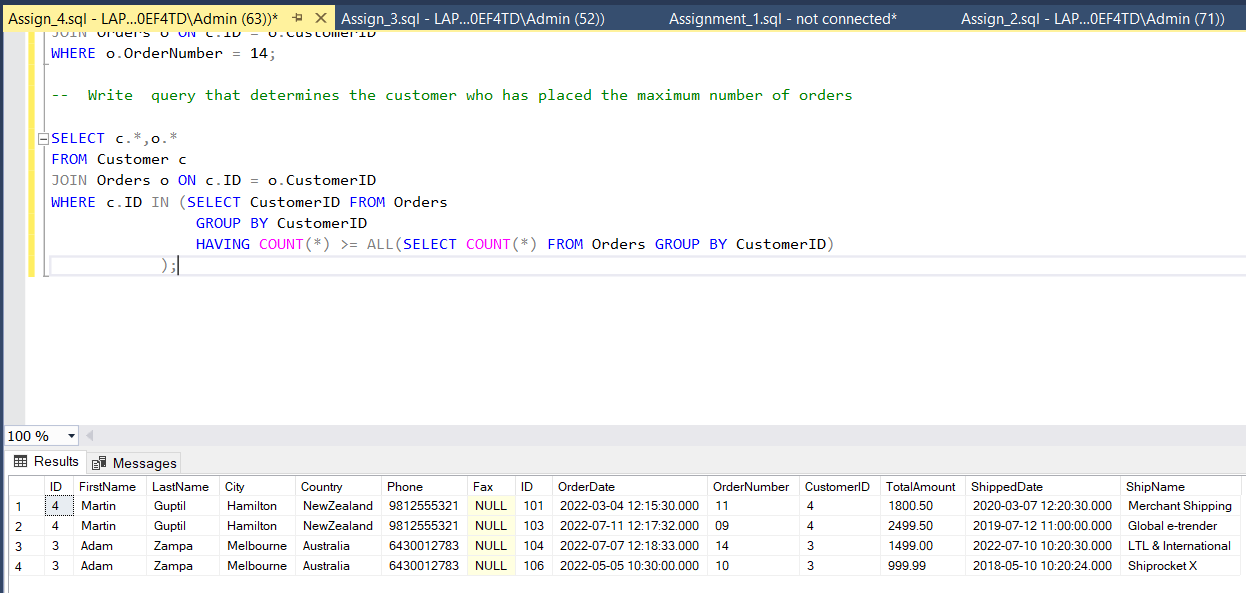 Assign_4.sql - LAP...0EF4TD\Admin (63))* Assign_3.sql - LAP...0EF4TD\Admin (52)) Assignment_1.sql - not connected* Assign_2.sql - LAP...0EF4TD\Admin (71))
JOIN Orders o ON c.ID = o.CustomerID
WHERE o.OrderNumber = 14;
-- Write query that determines the customer who has placed the maximum number of orders
SELECT c.*,o.*
FROM Customer c
JOIN Orders o ON c.ID = o.CustomerID
WHERE c.ID IN (SELECT CustomerID FROM Orders
GROUP BY CustomerID
HAVING COUNT(*) >= ALL(SELECT COUNT(*) FROM Orders GROUP BY CustomerID)
);
100 %
Results Messages
ID FirstName LastName City Country Phone Fax ID OrderDate OrderNumber CustomerID TotalAmount ShippedDate ShipName
1 4 Martin Guptil Hamilton NewZealand 9812555321 NULL 101 2022-03-04 12:15:30.000 11 4 1800.50 2020-03-07 12:20:30.000 Merchant Shipping
2 4 Martin Guptil Hamilton NewZealand 9812555321 NULL 103 2022-07-11 12:17:32.000 09 4 2499.50 2019-07-12 11:00:00.000 Global e-trender
3 3 Adam Zampa Melbourne Australia 6430012783 NULL 104 2022-07-07 12:18:33.000 14 3 1499.00 2022-07-10 10:20:30.000 LTL & International
4 3 Adam Zampa Melbourne Australia 6430012783 NULL 106 2022-05-05 10:30:00.000 10 3 999.99 2018-05-10 10:20:24.000 Shiprocket X